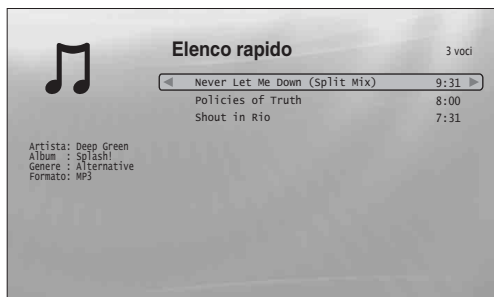 Elenco rapido
3 voci
Never Let Me Down (Split Mix) 9:31
Policies of Truth 8:00
Shout in Rio 7:31
Artista: Deep Green
Album : Splash!
Genere : Alternative
Formato: MP3